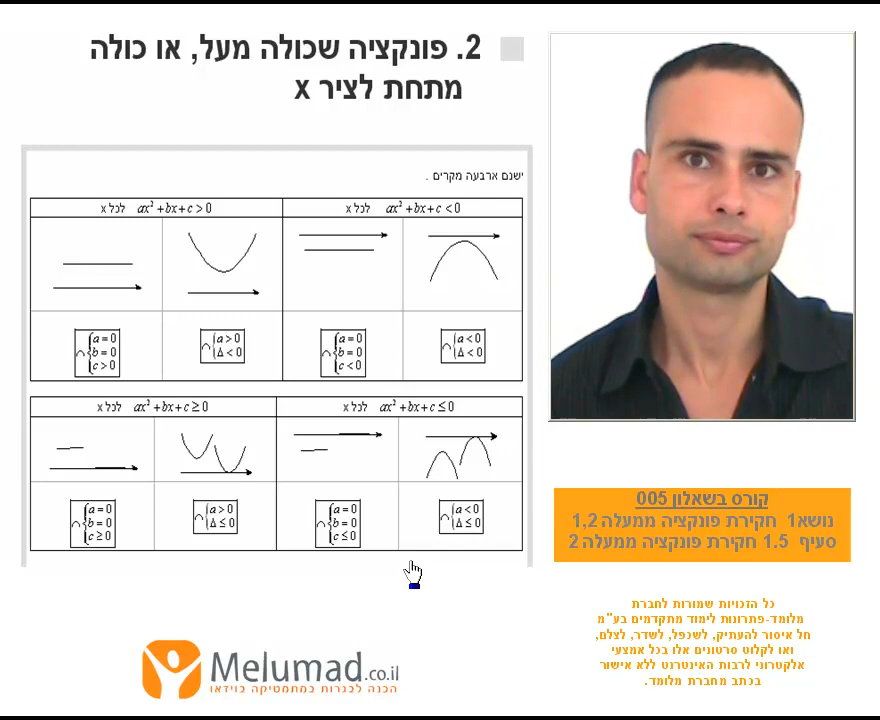 2. פונקציה שכולה מעל, או כולה
מתחת לציר x
ישנם ארבעה מקרים .
ax² + bx + c < 0 לכל x
ax² + bx + c > 0 לכל x
∩ { a < 0
Δ < 0
∩ { a = 0
b = 0
c < 0
∩ { a > 0
Δ < 0
∩ { a = 0
b = 0
c > 0
ax² + bx + c ≤ 0 לכל x
ax² + bx + c ≥ 0 לכל x
∩ { a < 0
Δ ≤ 0
∩ { a = 0
b = 0
c ≤ 0
∩ { a > 0
Δ ≤ 0
∩ { a = 0
b = 0
c ≥ 0
קורס בשאלון 005
נושא1 חקירת פונקציה ממעלה 1,2
סעיף 1.5 חקירת פונקציה ממעלה 2
כל הזכויות שמורות לחברת
מלומד-פתרונות לימוד מתקדמים בע"מ
חל איסור להעתיק, לשכפל, לשדר, לצלם,
ואו לקלוט סרטונים אלו בכל אמצעי
אלקטרוני לרבות האינטרנט ללא אישור
בכתב מחברת מלומד.
Melumad.co.il
הכנה לבגרות במתמטיקה בוידאו